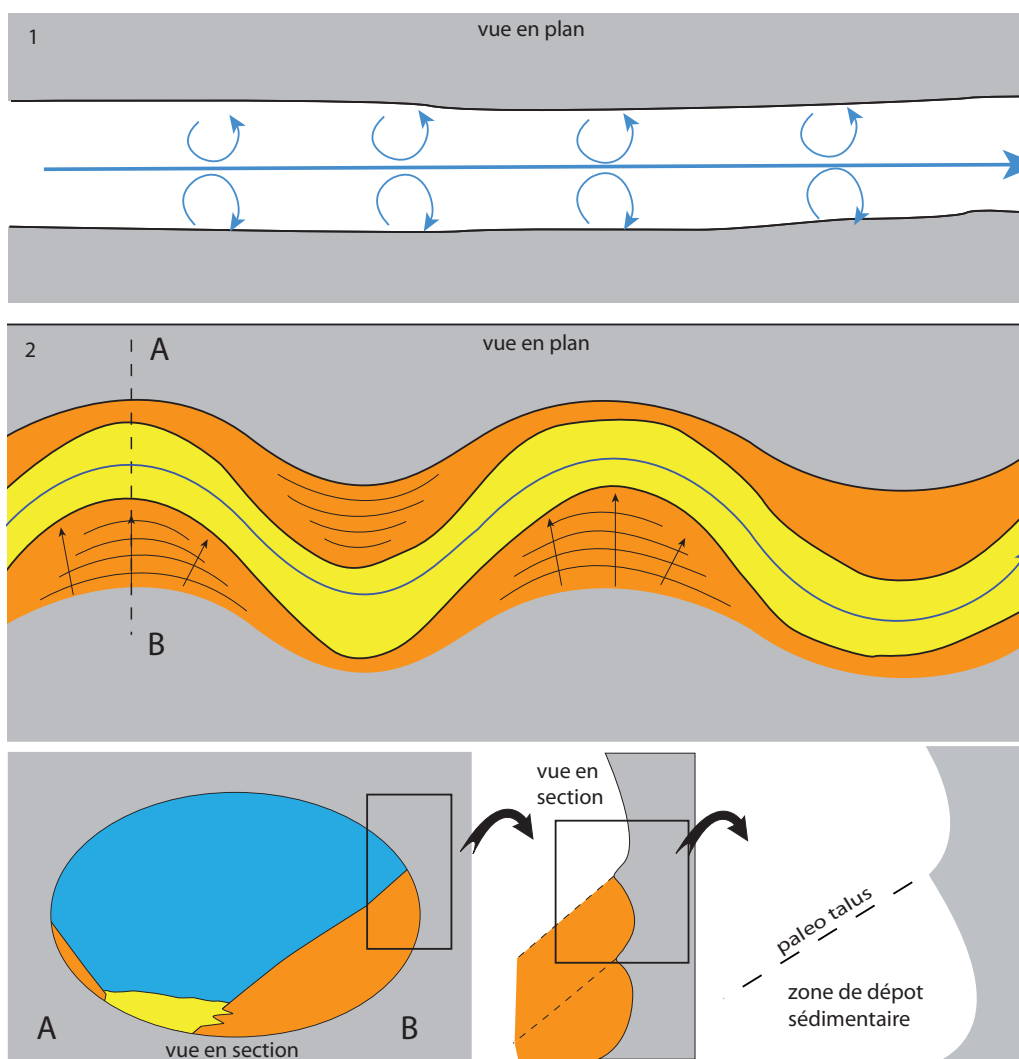 1
vue en plan
2
A
vue en plan
B
vue en
section
paleo talus
zone de dépot
sédimentaire
A
B
vue en section